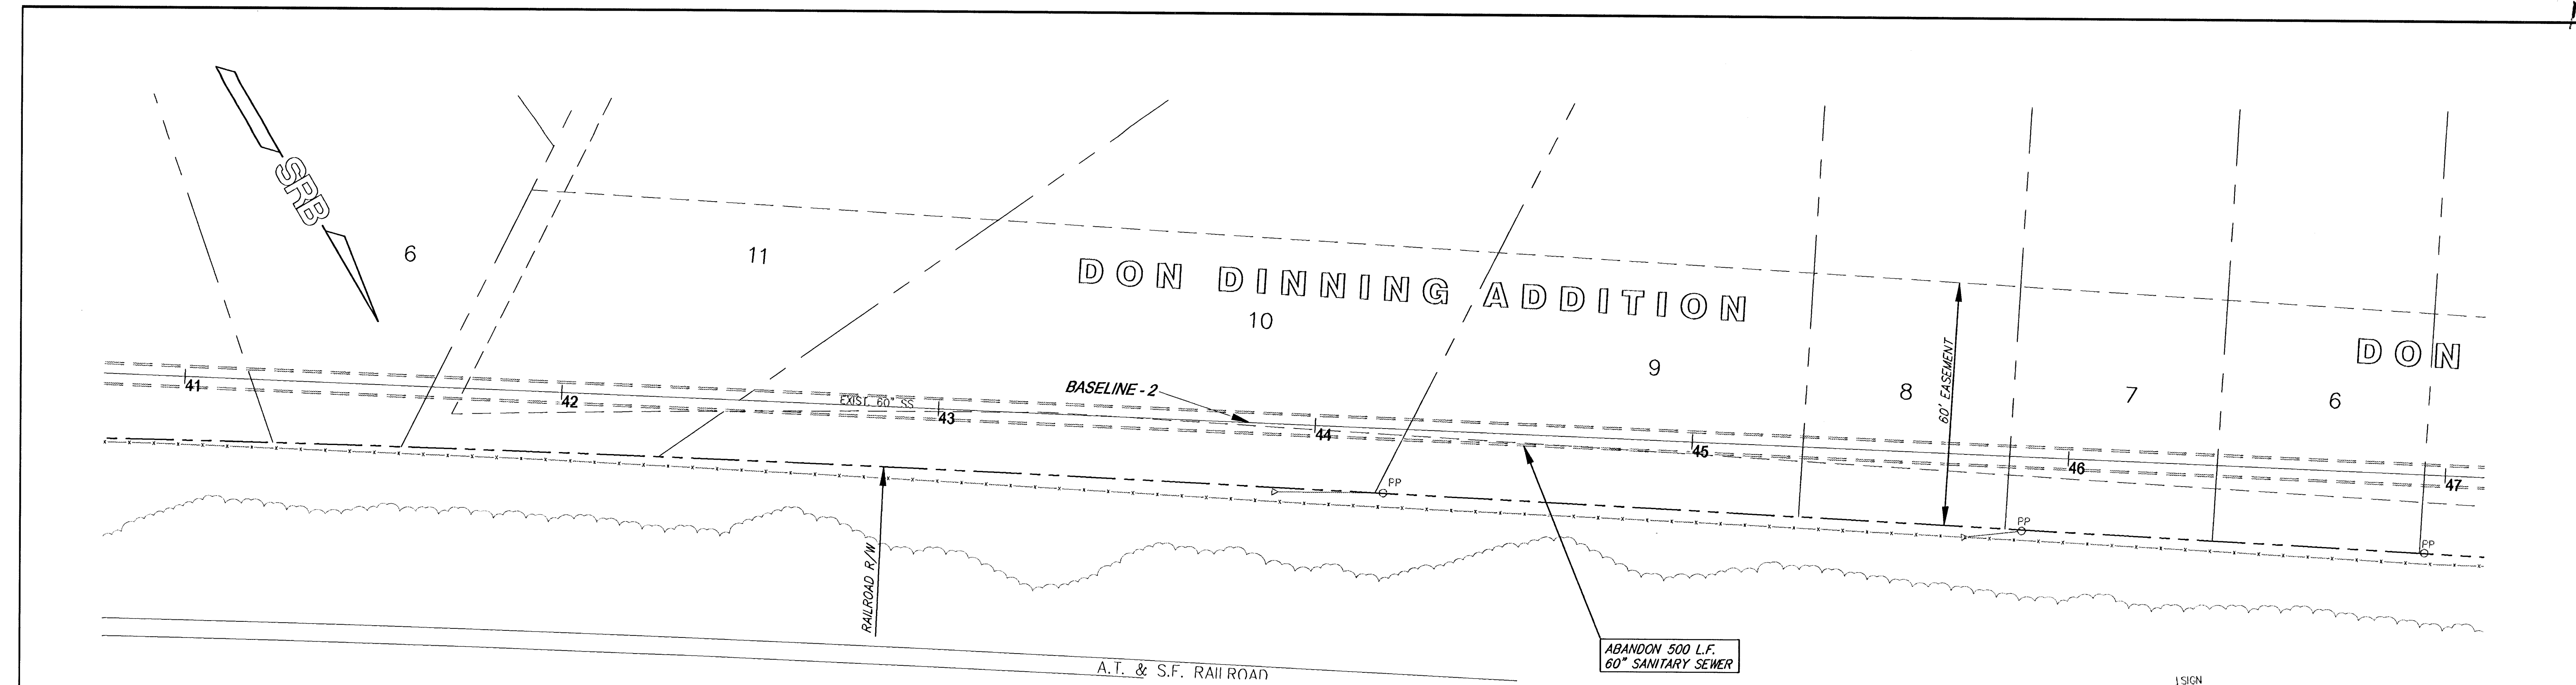 SRB
6
11
DON DINNING ADDITION
10
9
8
7
6
DON
60' EASEMENT
BASELINE - 2
41
42
EXIST. 60" SS
43
44
45
46
47
PP
PP
PP
RAILROAD R/W
ABANDON 500 L.F.
60" SANITARY SEWER
A.T. & S.F. RAILROAD
SIGN